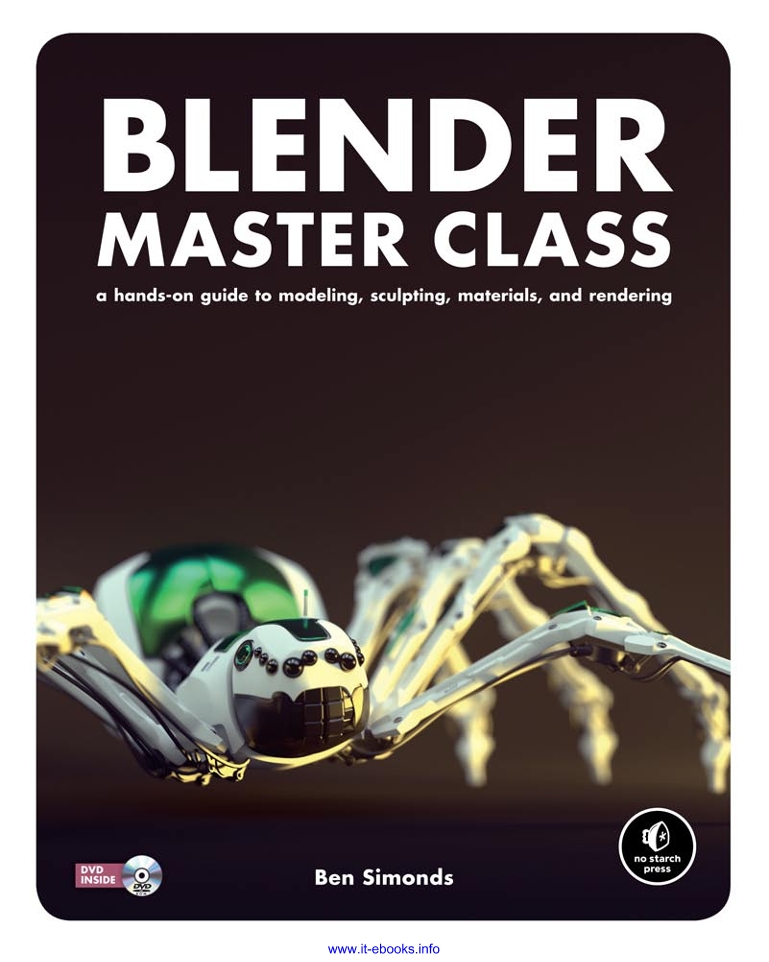 BLENDER
MASTER CLASS
a hands-on guide to modeling, sculpting, materials, and rendering
DVD
INSIDE
DVD
Ben Simonds
no starch
press
www.it-ebooks.info